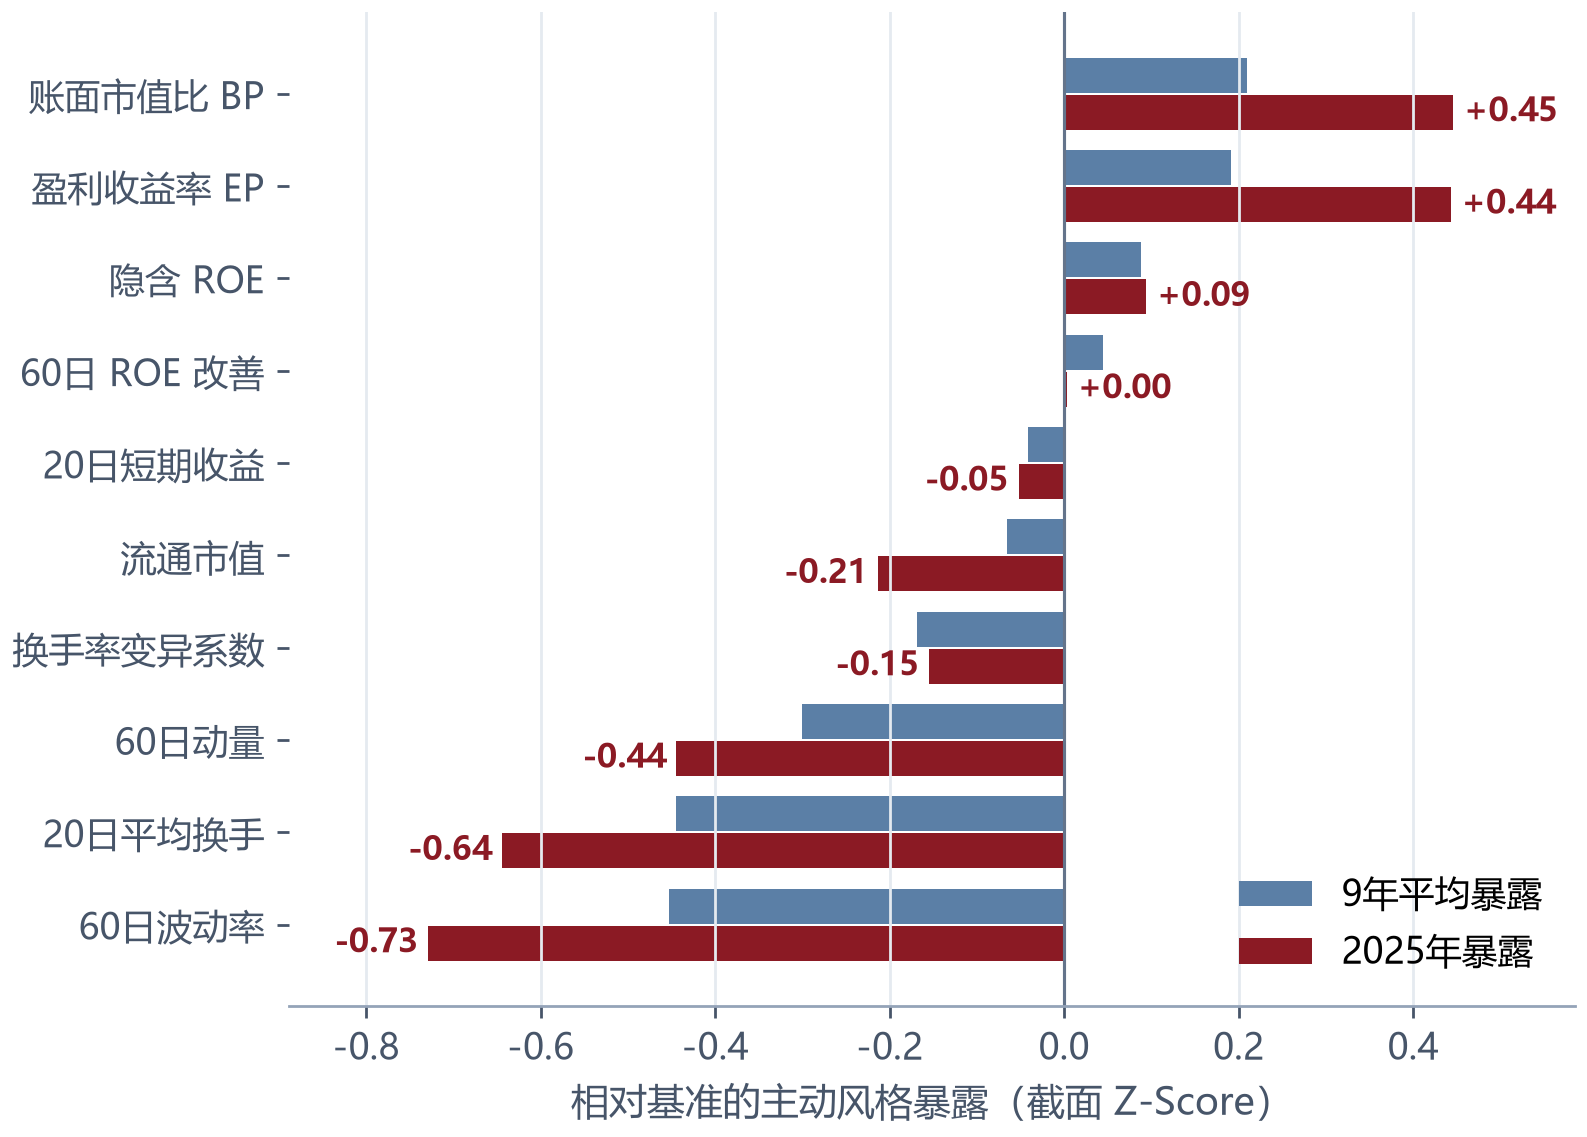 账面市值比 BP
+0.45
盈利收益率 EP
+0.44
隐含 ROE
+0.09
60日 ROE 改善
+0.00
20日短期收益
-0.05
流通市值
-0.21
换手率变异系数
-0.15
60日动量
-0.44
20日平均换手
-0.64
60日波动率
-0.73
9年平均暴露
2025年暴露
-0.8 -0.6 -0.4 -0.2 0.0 0.2 0.4
相对基准的主动风格暴露（截面 Z-Score）